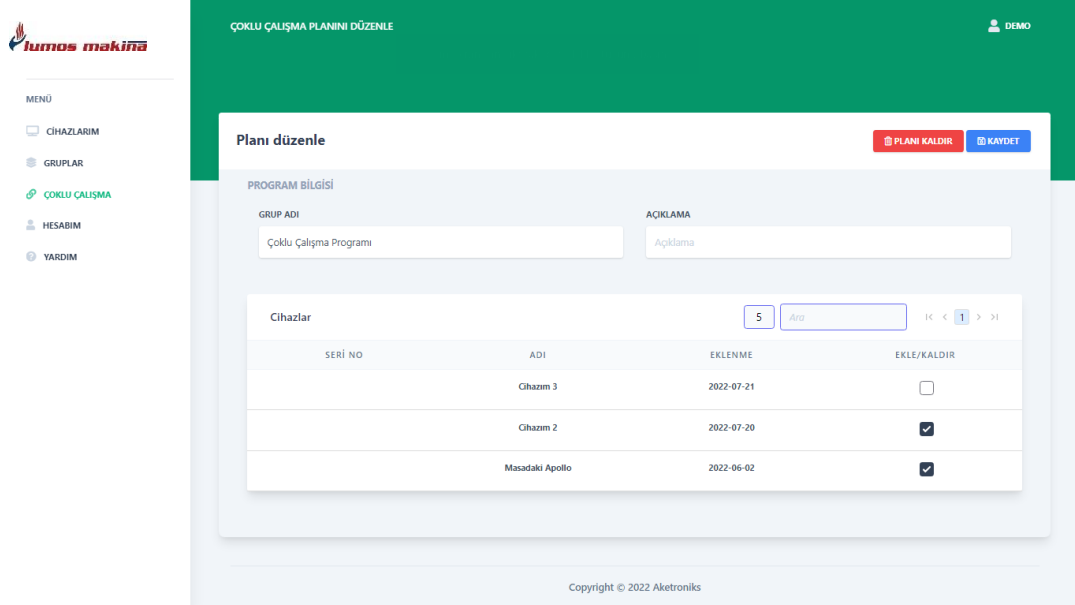 lumos makina
ÇOKLU ÇALIŞMA PLANINI DÜZENLE
DEMO
MENÜ
CİHAZLARIM
GRUPLAR
ÇOKLU ÇALIŞMA
HESABIM
YARDIM
Planı düzenle
PLANI KALDIR
KAYDET
PROGRAM BİLGİSİ
GRUP ADI
AÇIKLAMA
Çoklu Çalışma Programı
Açıklama
Cihazlar
5
Ara
1
SERİ NO ADI EKLENME EKLE/KALDIR
Cihazım 3 2022-07-21
Cihazım 2 2022-07-20
Masadaki Apollo 2022-06-02
Copyright © 2022 Aketroniks